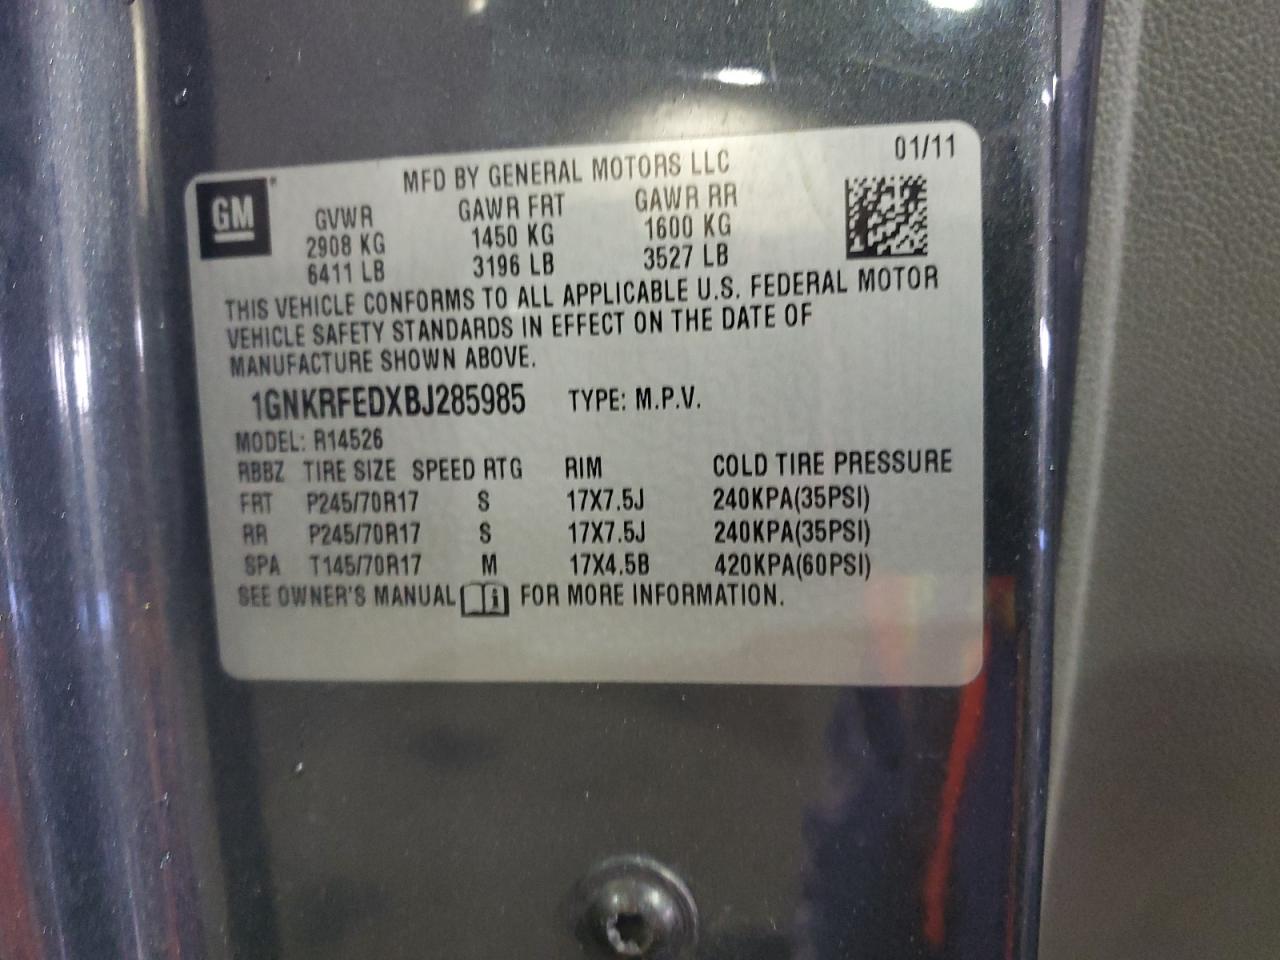 01/11
MFD BY GENERAL MOTORS LLC
GM
GVWR GAWR FRT GAWR RR
2908 KG 1450 KG 1600 KG
6411 LB 3196 LB 3527 LB
THIS VEHICLE CONFORMS TO ALL APPLICABLE U.S. FEDERAL MOTOR
VEHICLE SAFETY STANDARDS IN EFFECT ON THE DATE OF
MANUFACTURE SHOWN ABOVE.
1GNKRFEDXBJ285985 TYPE: M.P.V.
MODEL: R14526
RBBZ TIRE SIZE SPEED RTG RIM COLD TIRE PRESSURE
FRT P245/70R17 S 17X7.5J 240KPA(35PSI)
RR P245/70R17 S 17X7.5J 240KPA(35PSI)
SPA T145/70R17 M 17X4.5B 420KPA(60PSI)
SEE OWNER'S MANUAL i FOR MORE INFORMATION.